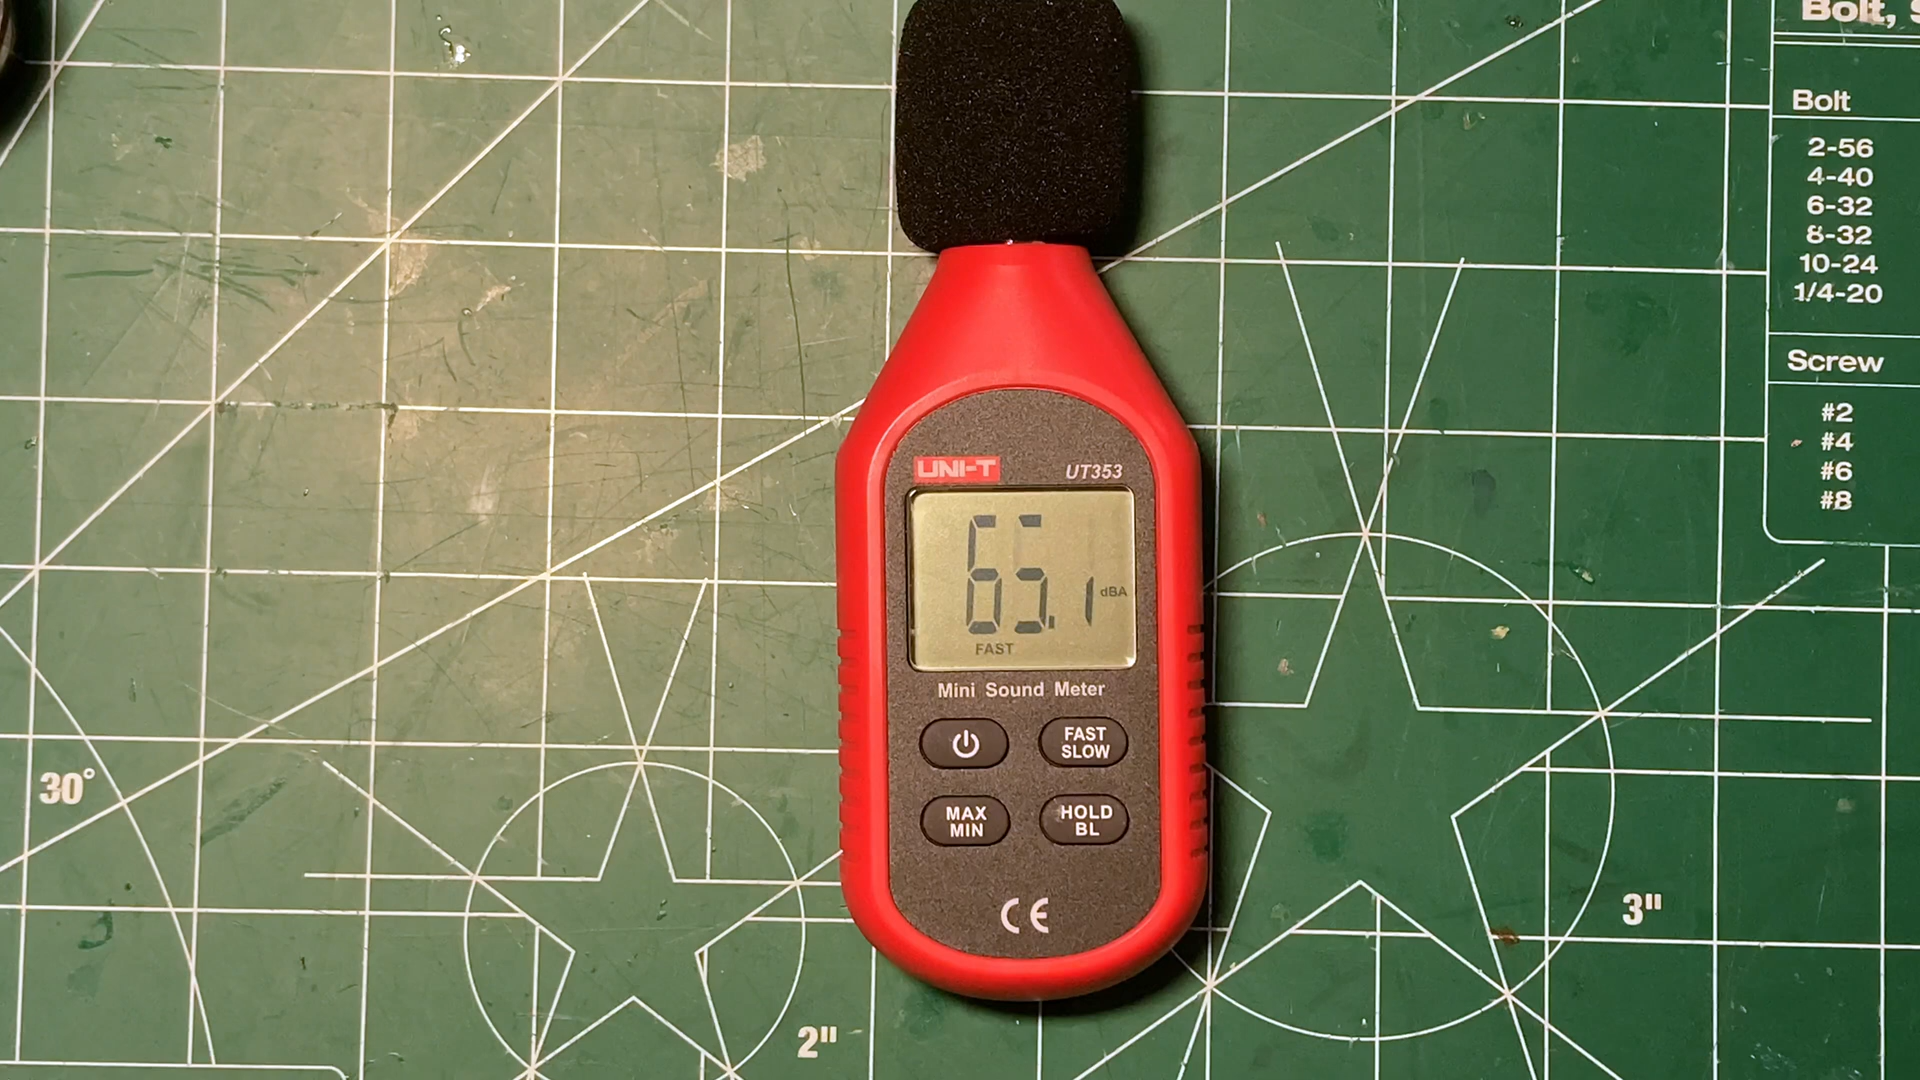 Bolt,
Bolt
2-56
4-40
6-32
8-32
10-24
1/4-20
Screw
#2
#4
#6
#8
UNI-T
UT353
65.1 dBA
FAST
Mini Sound Meter
FAST
SLOW
MAX
MIN
HOLD
BL
CE
30°
2"
3"